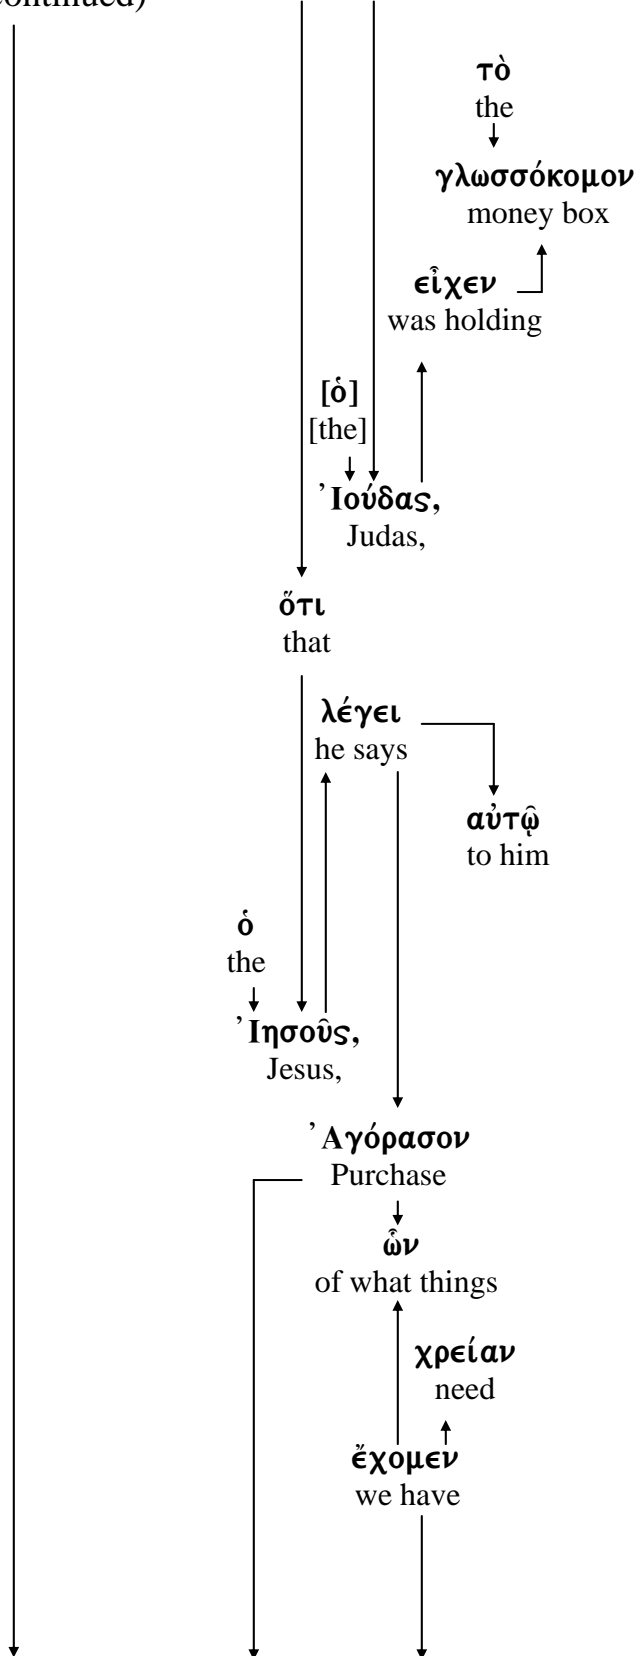 ontinued)
τὸ
the
γλωσσόκομον
money box
εἶχεν
was holding
[ὁ]
[the]
Ἰούδας,
Judas,
ὅτι
that
λέγει
he says
αὐτῷ
to him
ὁ
the
Ἰησοῦς,
Jesus,
Ἀγόρασον
Purchase
ὧν
of what things
χρείαν
need
ἔχομεν
we have